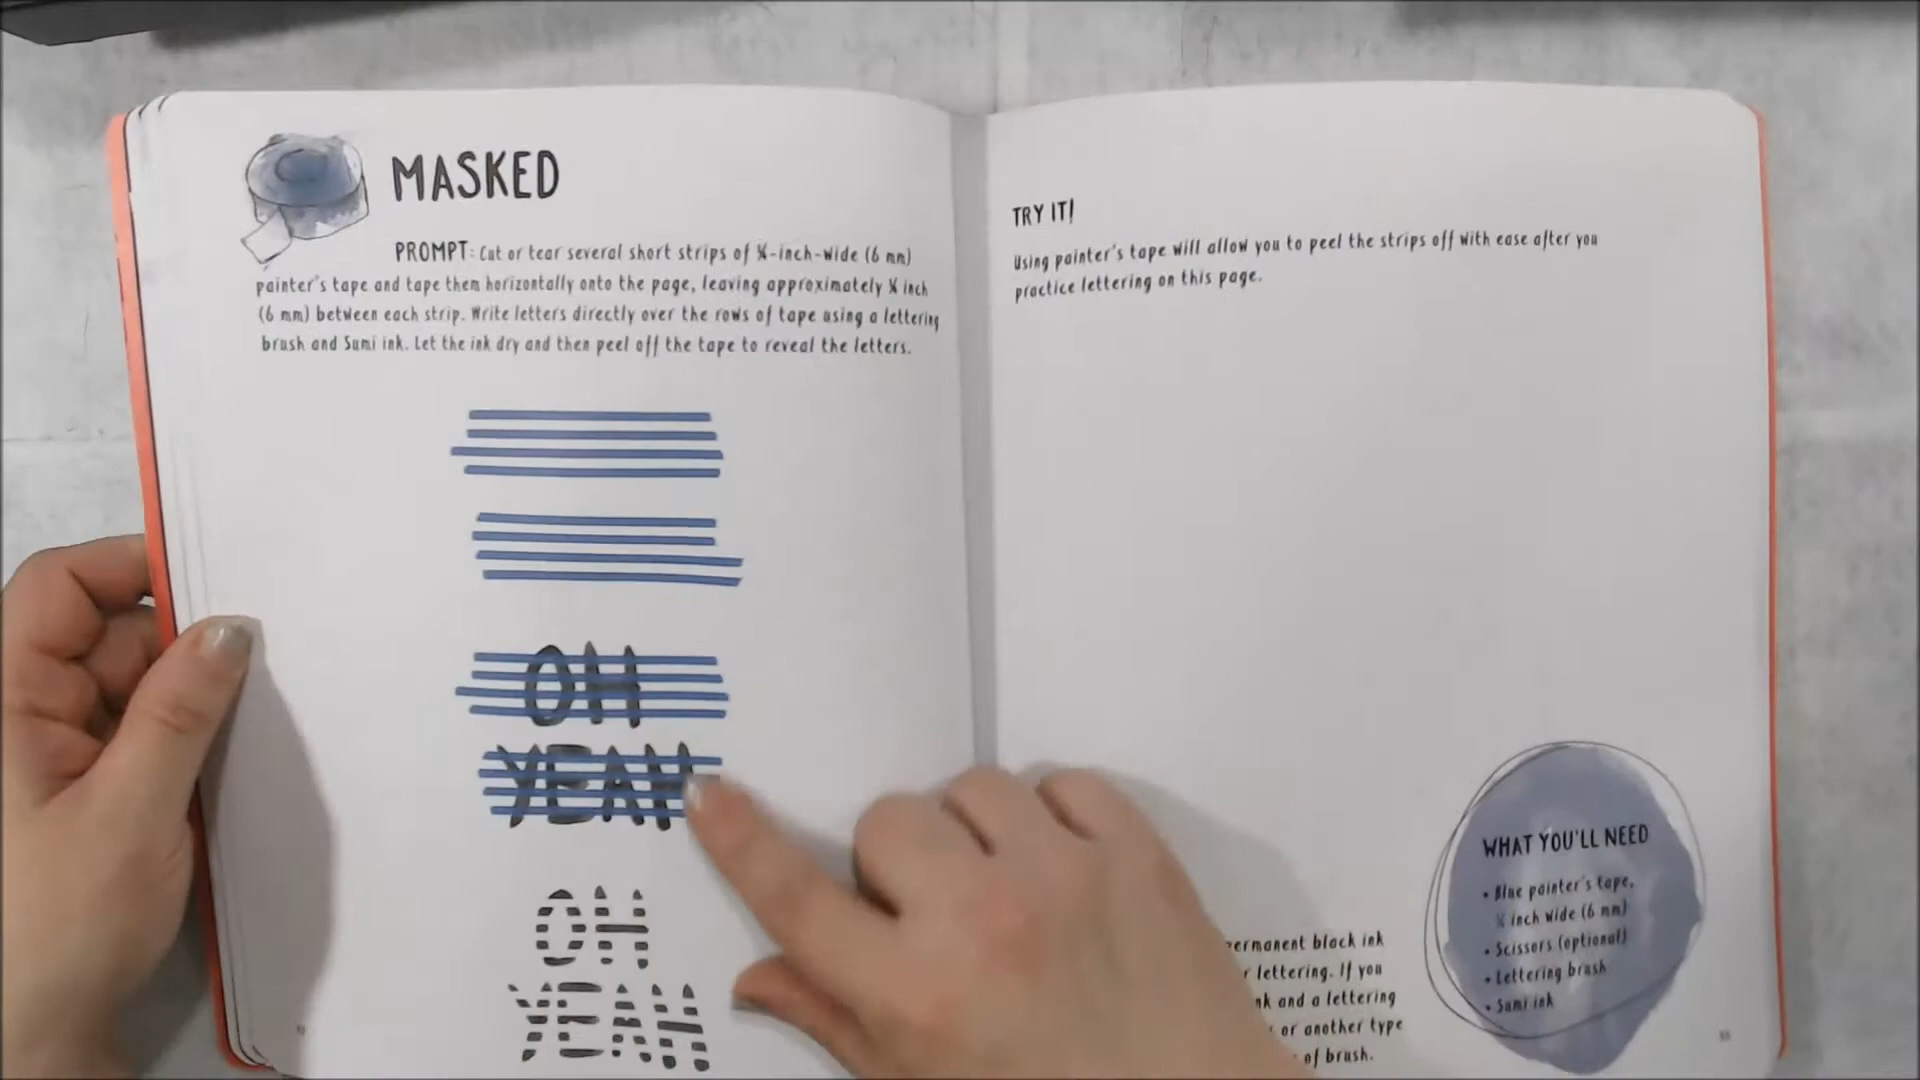 MASKED
PROMPT: Cut or tear several short strips of ¼-inch-wide (6 mm)
painter's tape and tape them horizontally onto the page, leaving approximately ¼ inch
(6 mm) between each strip. Write letters directly over the rows of tape using a lettering
brush and Sumi ink. Let the ink dry and then peel off the tape to reveal the letters.
OH
YEAH
OH
YEAH
TRY IT!
Using painter's tape will allow you to peel the strips off with ease after you
practice lettering on this page.
permanent black ink
lettering. If you
and a lettering
or another type
of brush.
WHAT YOU'LL NEED
• Blue painter's tape,
¼ inch wide (6 mm)
• Scissors (optional)
• Lettering brush
• Sumi ink